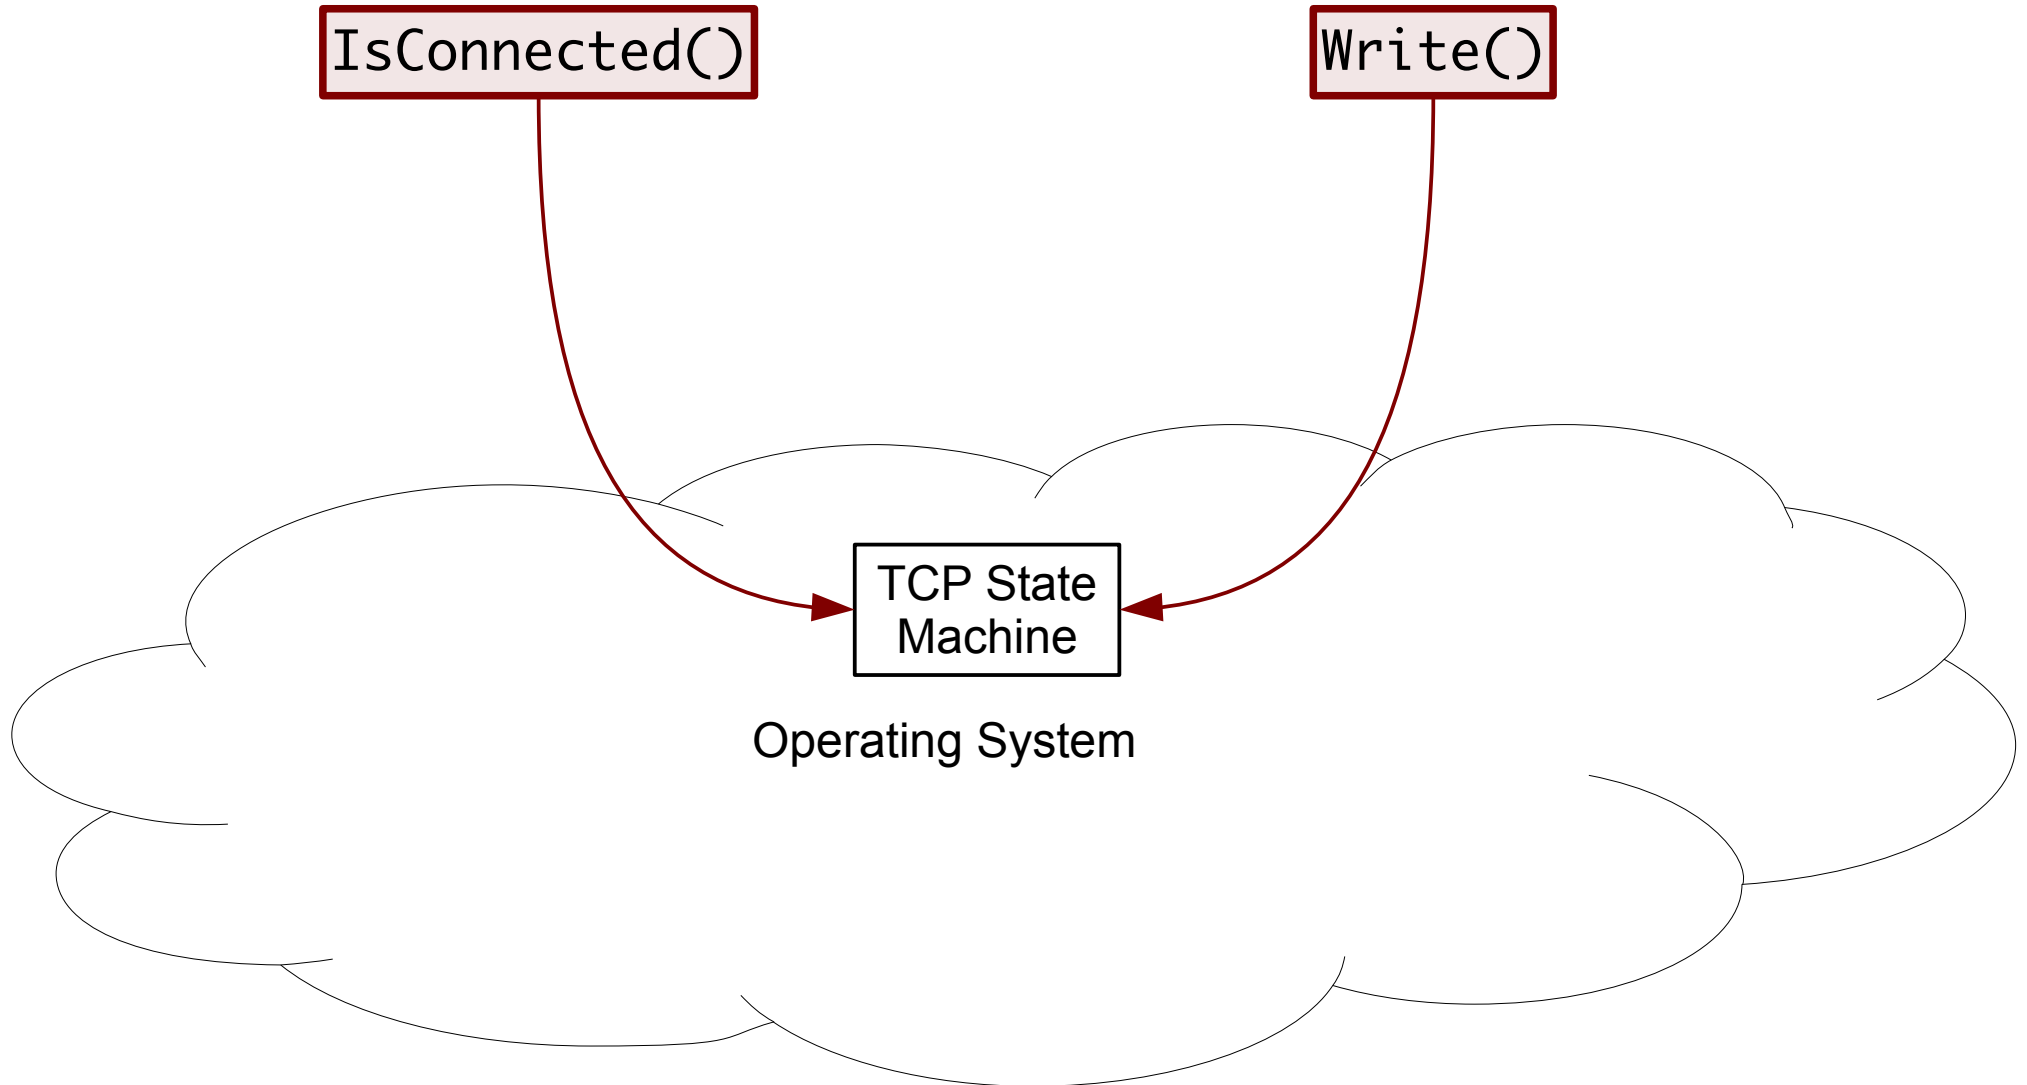 IsConnected()
Write()
TCP State
Machine
Operating System